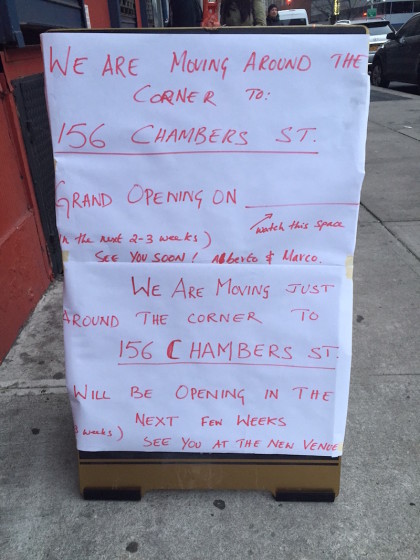 WE ARE MOVING AROUND THE
CORNER TO:
156 CHAMBERS ST.
GRAND OPENING ON
watch this space
in the next 2-3 weeks)
SEE YOU SOON! Alberto & Marco.
WE ARE MOVING JUST
AROUND THE CORNER TO
156 CHAMBERS ST.
WILL BE OPENING IN THE
NEXT FEW WEEKS
3 weeks)
SEE YOU AT THE NEW VENUE